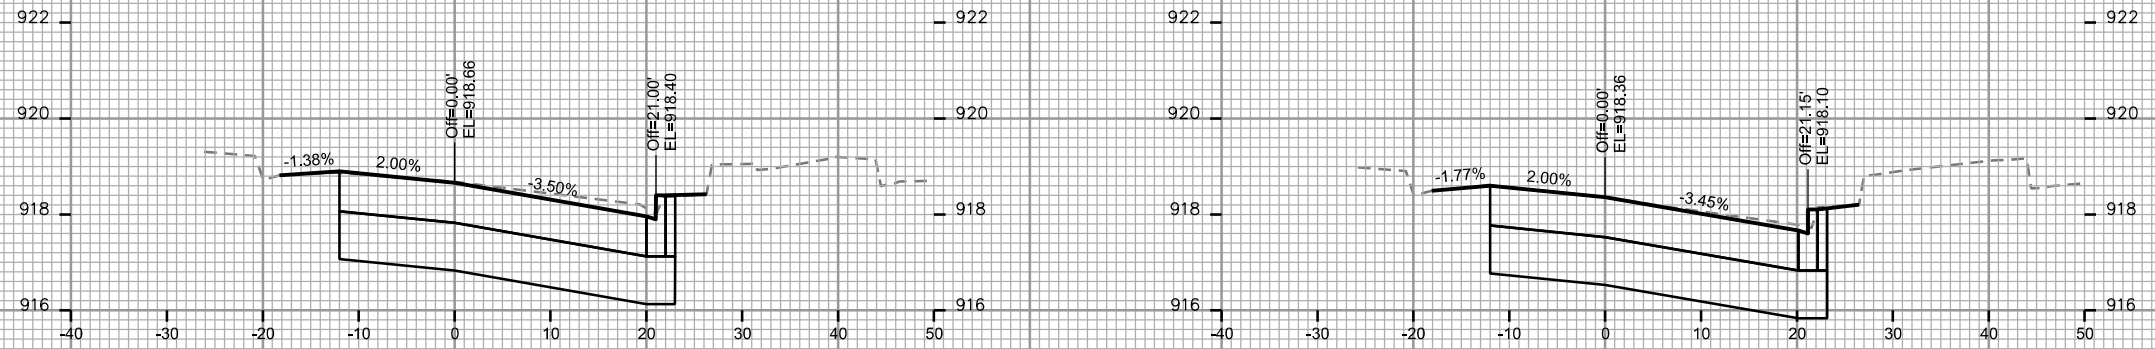 922 922 922 922
Off=0.00'
EL=918.66
Off=21.00'
EL=918.40
Off=0.00'
EL=918.36
Off=21.15'
EL=918.10
920 920 920 920
-1.38% 2.00% -3.50% -1.77% 2.00% -3.45%
918 918 918 918
916 916 916 916
-40 -30 -20 -10 0 10 20 30 40 50 -40 -30 -20 -10 0 10 20 30 40 50